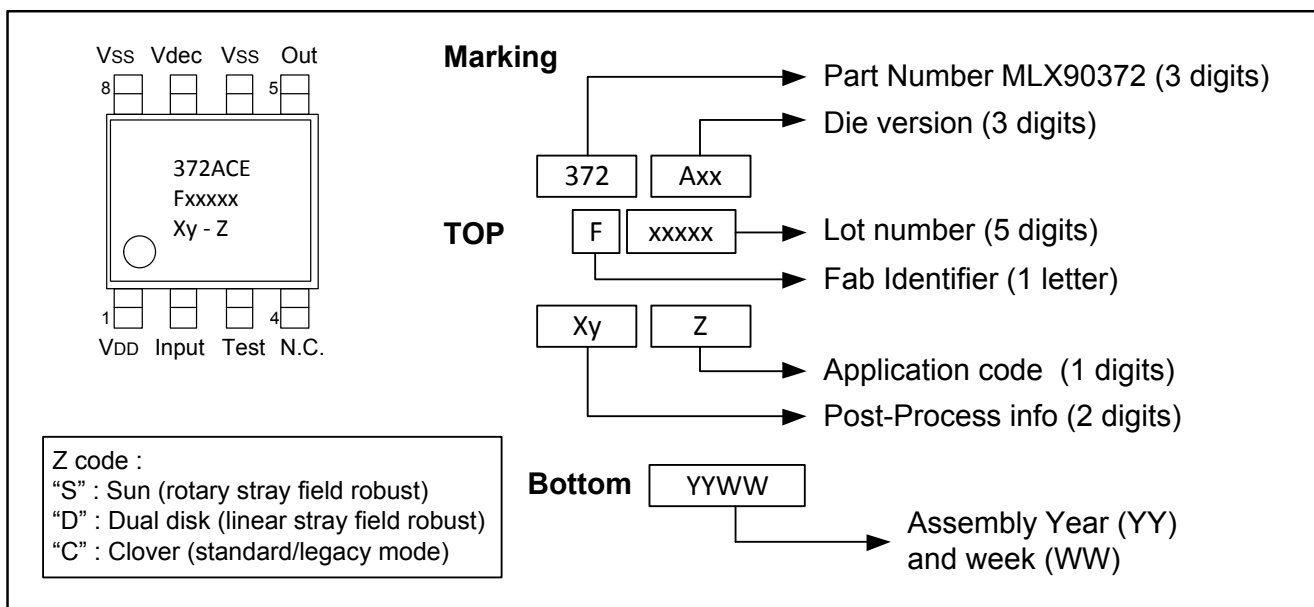 Vss Vdec Vss Out
8 5
372ACE
Fxxxxx
Xy - Z
1 4
VDD Input Test N.C.
Marking
Part Number MLX90372 (3 digits)
Die version (3 digits)
372 Axx
TOP
F xxxxx
Lot number (5 digits)
Fab Identifier (1 letter)
Xy Z
Application code (1 digits)
Post-Process info (2 digits)
Z code :
“S” : Sun (rotary stray field robust)
“D” : Dual disk (linear stray field robust)
“C” : Clover (standard/legacy mode)
Bottom YYWW
Assembly Year (YY)
and week (WW)